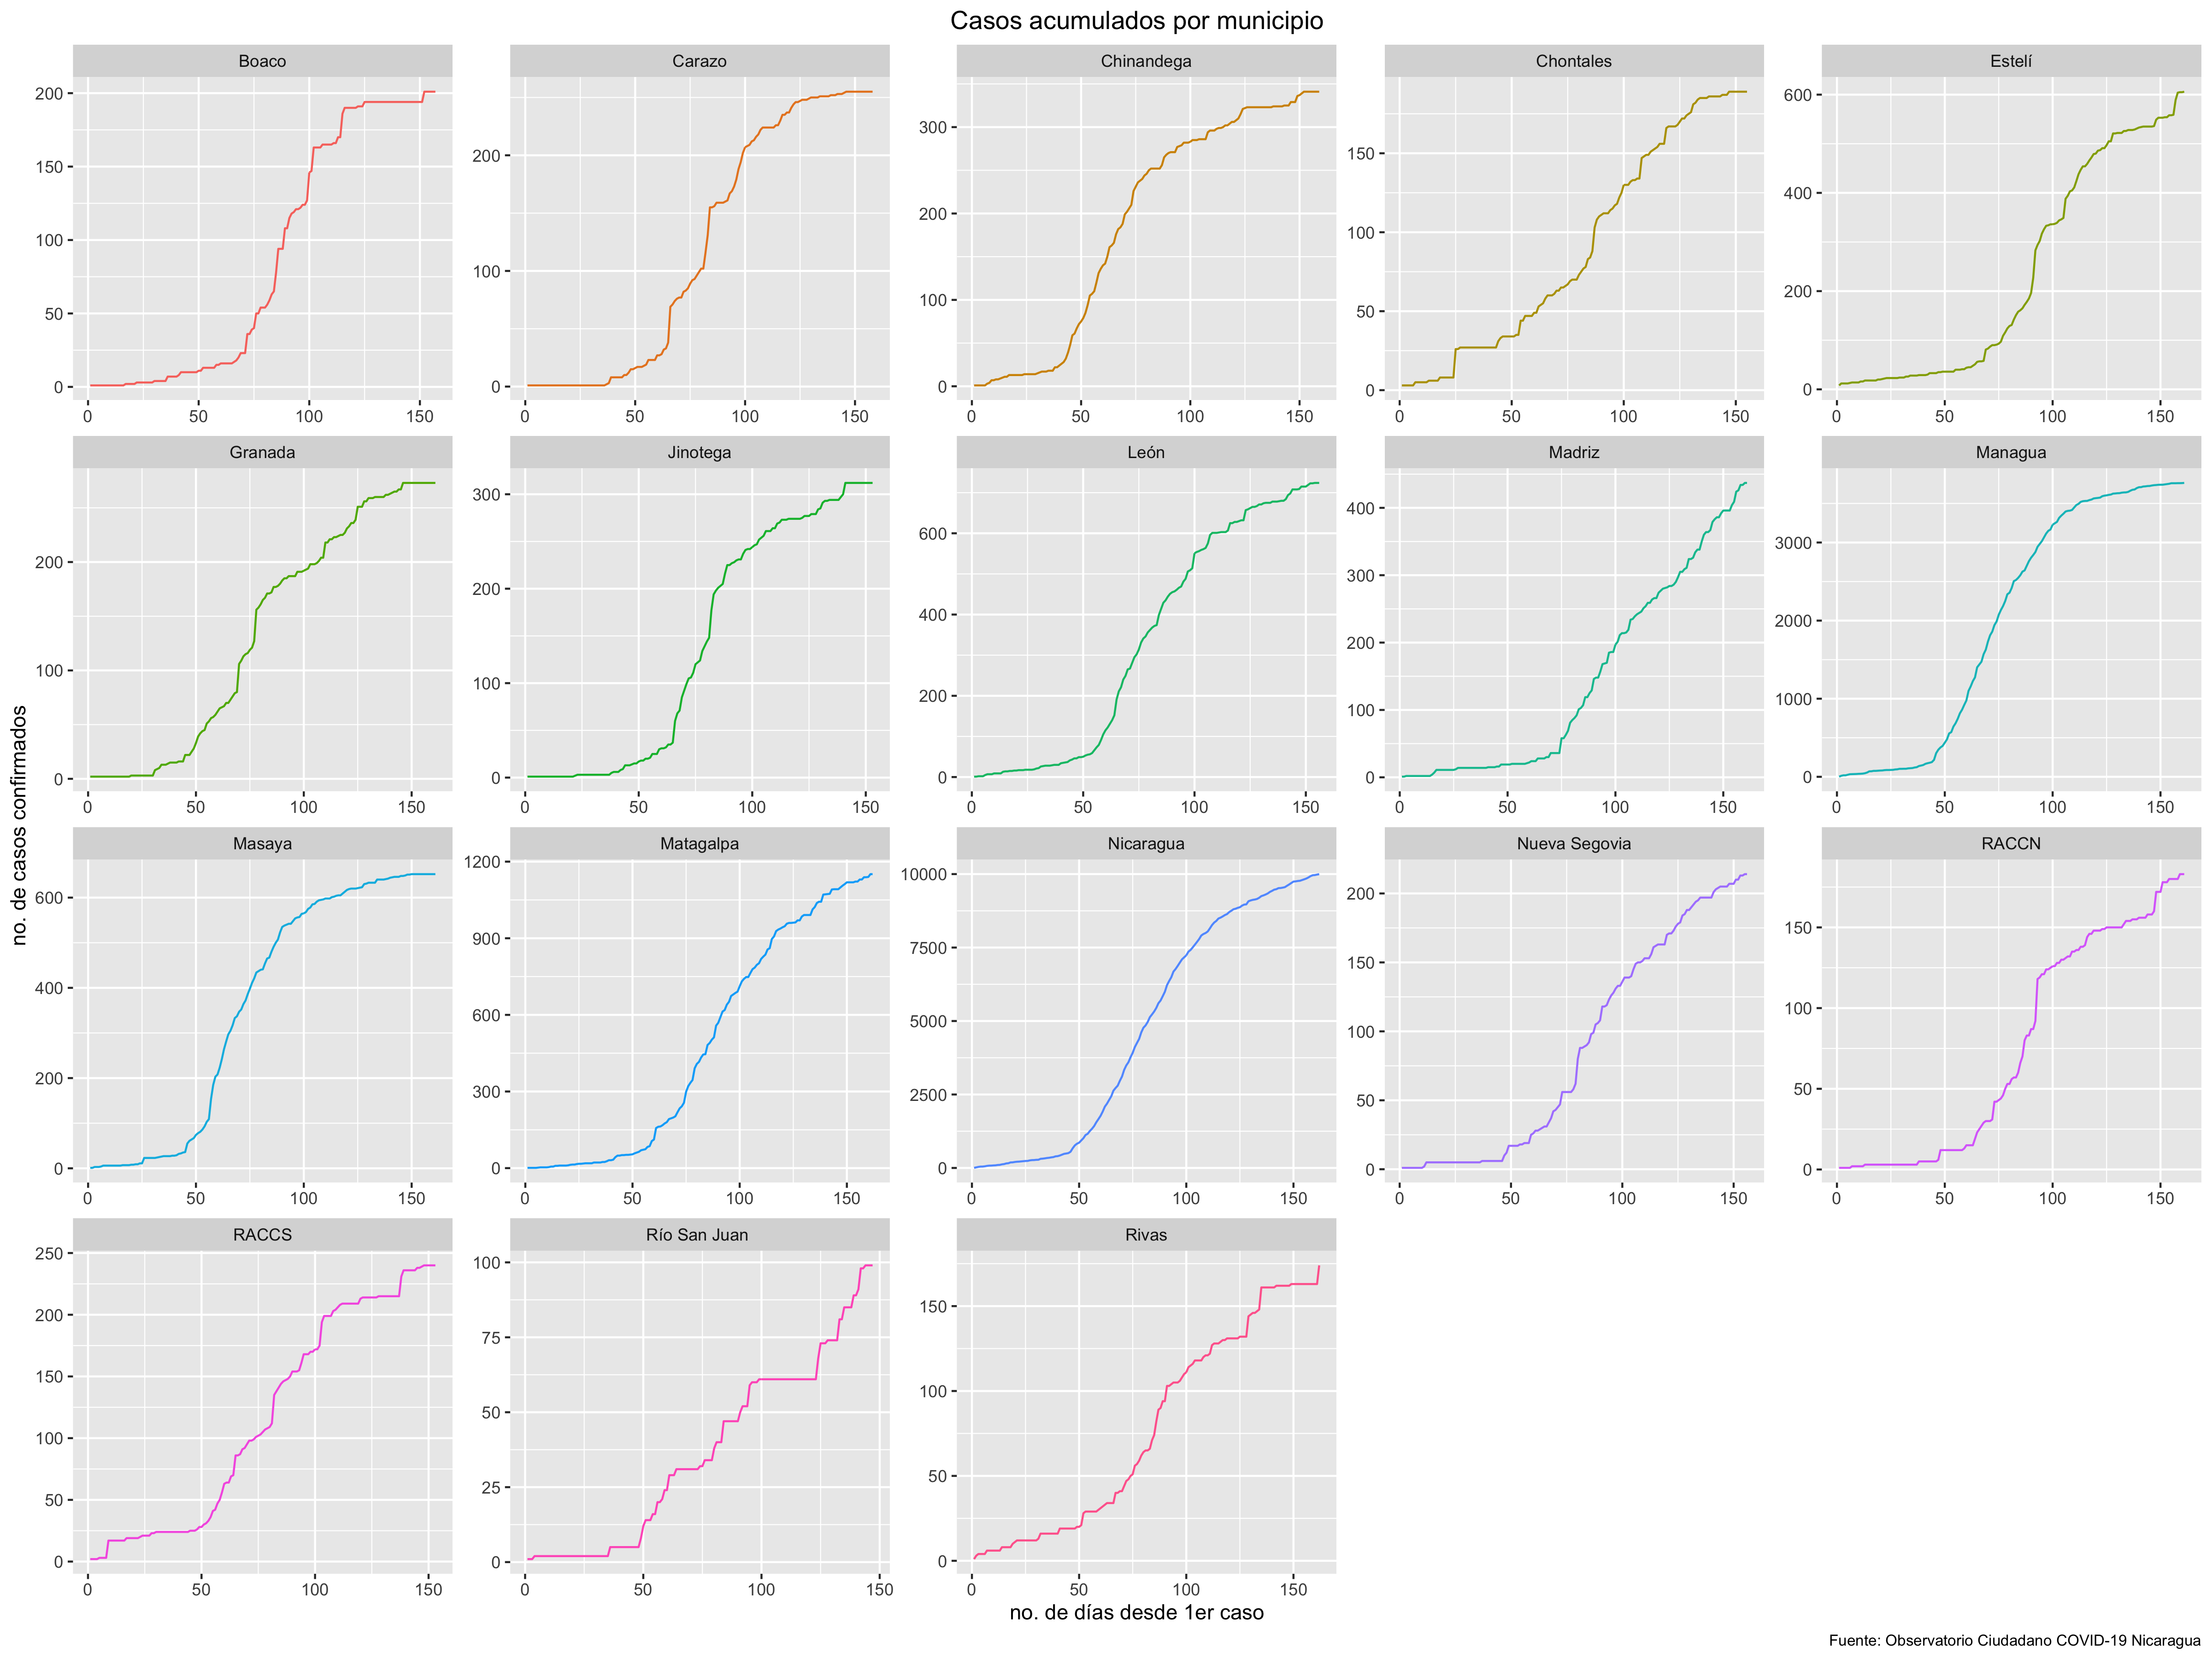 Casos acumulados por municipio
Boaco Carazo Chinandega Chontales Estelí
200 150 100 50 0
200 100 0
300 200 100 0
150 100 50 0
600 400 200 0
0 50 100 150 0 50 100 150 0 50 100 150 0 50 100 150 0 50 100 150
Granada Jinotega León Madriz Managua
200 100 0
300 200 100 0
600 400 200 0
400 300 200 100 0
3000 2000 1000 0
0 50 100 150 0 50 100 150 0 50 100 150 0 50 100 150 0 50 100 150
no. de casos confirmados
Masaya Matagalpa Nicaragua Nueva Segovia RACCN
600 400 200 0
1200 900 600 300 0
10000 7500 5000 2500 0
200 150 100 50 0
150 100 50 0
0 50 100 150 0 50 100 150 0 50 100 150 0 50 100 150 0 50 100 150
RACCS Río San Juan Rivas
250 200 150 100 50 0
100 75 50 25 0
150 100 50 0
0 50 100 150 0 50 100 150 0 50 100 150
no. de días desde 1er caso
Fuente: Observatorio Ciudadano COVID-19 Nicaragua